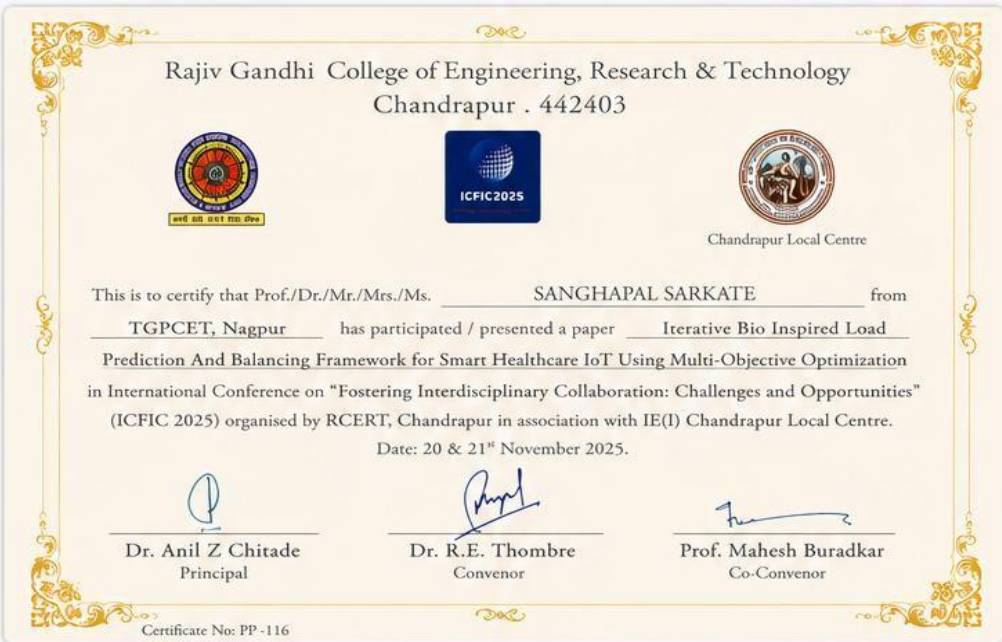 Rajiv Gandhi College of Engineering, Research & Technology
Chandrapur . 442403
ICFIC2025
Chandrapur Local Centre
This is to certify that Prof./Dr./Mr./Mrs./Ms. SANGHAPAL SARKATE from
TGPCET, Nagpur has participated / presented a paper Iterative Bio Inspired Load
Prediction And Balancing Framework for Smart Healthcare IoT Using Multi-Objective Optimization
in International Conference on “Fostering Interdisciplinary Collaboration: Challenges and Opportunities”
(ICFIC 2025) organised by RCERT, Chandrapur in association with IE(I) Chandrapur Local Centre.
Date: 20 & 21st November 2025.
Dr. Anil Z Chitade Dr. R.E. Thombre Prof. Mahesh Buradkar
Principal Convenor Co-Convenor
Certificate No: PP -116